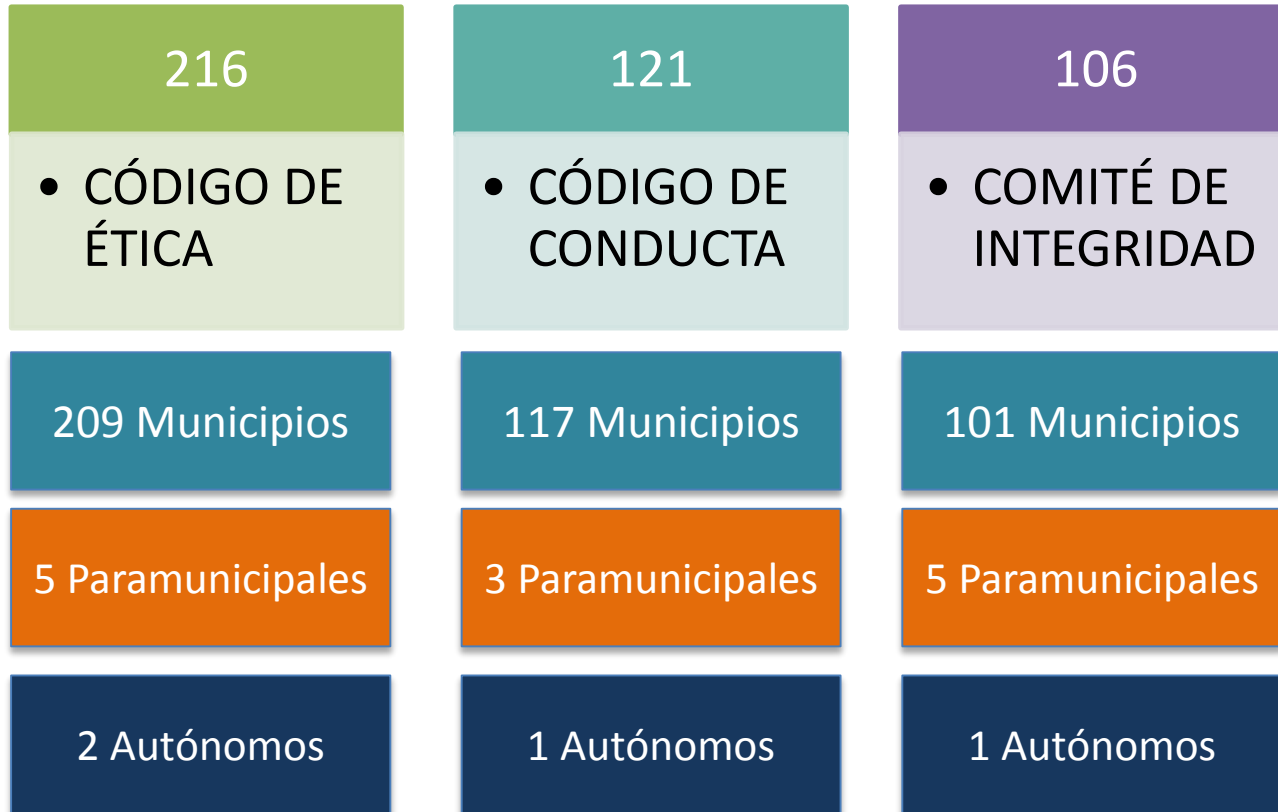 216
• CÓDIGO DE
ÉTICA
209 Municipios
5 Paramunicipales
2 Autónomos
121
• CÓDIGO DE
CONDUCTA
117 Municipios
3 Paramunicipales
1 Autónomos
106
• COMITÉ DE
INTEGRIDAD
101 Municipios
5 Paramunicipales
1 Autónomos